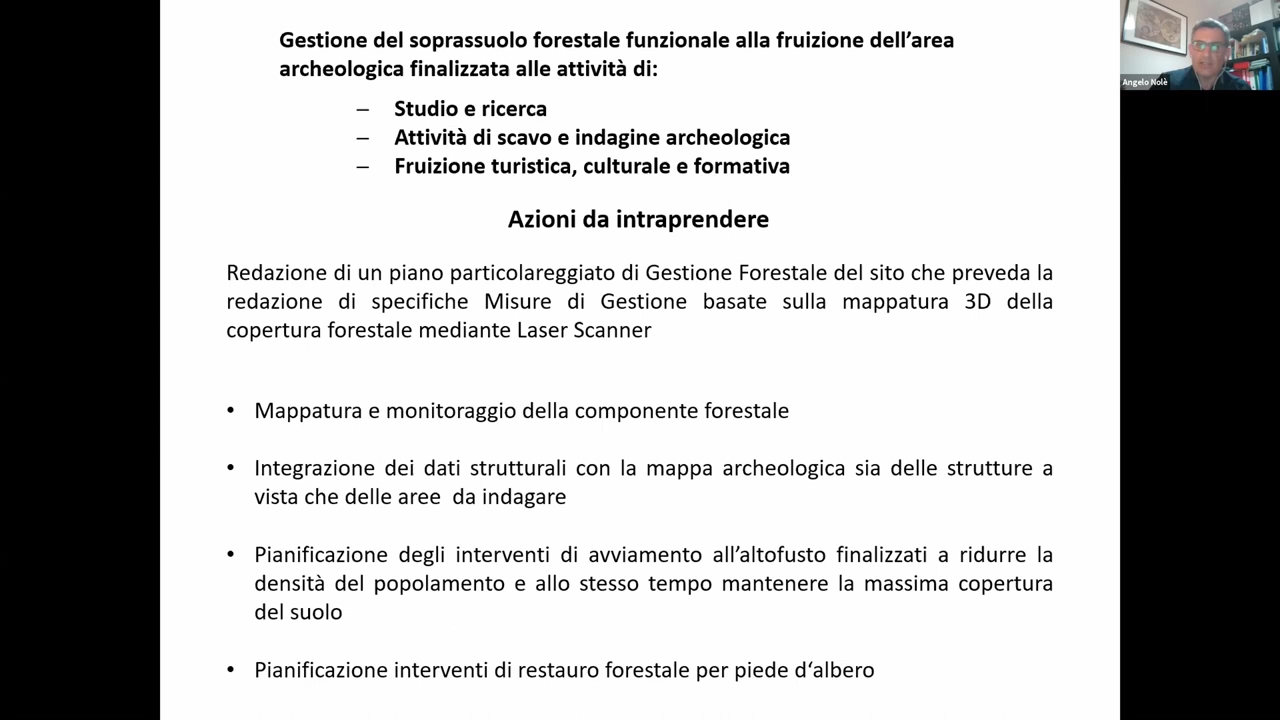 Gestione del soprassuolo forestale funzionale alla fruizione dell’area
archeologica finalizzata alle attività di:
– Studio e ricerca
– Attività di scavo e indagine archeologica
– Fruizione turistica, culturale e formativa
Azioni da intraprendere
Redazione di un piano particolareggiato di Gestione Forestale del sito che preveda la
redazione di specifiche Misure di Gestione basate sulla mappatura 3D della
copertura forestale mediante Laser Scanner
• Mappatura e monitoraggio della componente forestale
• Integrazione dei dati strutturali con la mappa archeologica sia delle strutture a
vista che delle aree da indagare
• Pianificazione degli interventi di avviamento all’altofusto finalizzati a ridurre la
densità del popolamento e allo stesso tempo mantenere la massima copertura
del suolo
• Pianificazione interventi di restauro forestale per piede d‘albero
Angelo Nolè